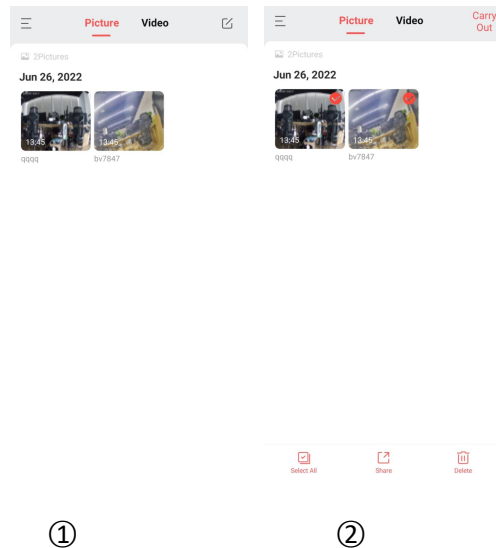 Picture Video
2Pictures
Jun 26, 2022
13:45 13:45
qqqq bv7847
①
Picture Video Carry Out
2Pictures
Jun 26, 2022
13:45 13:45
qqqq bv7847
Select All Share Delete
②